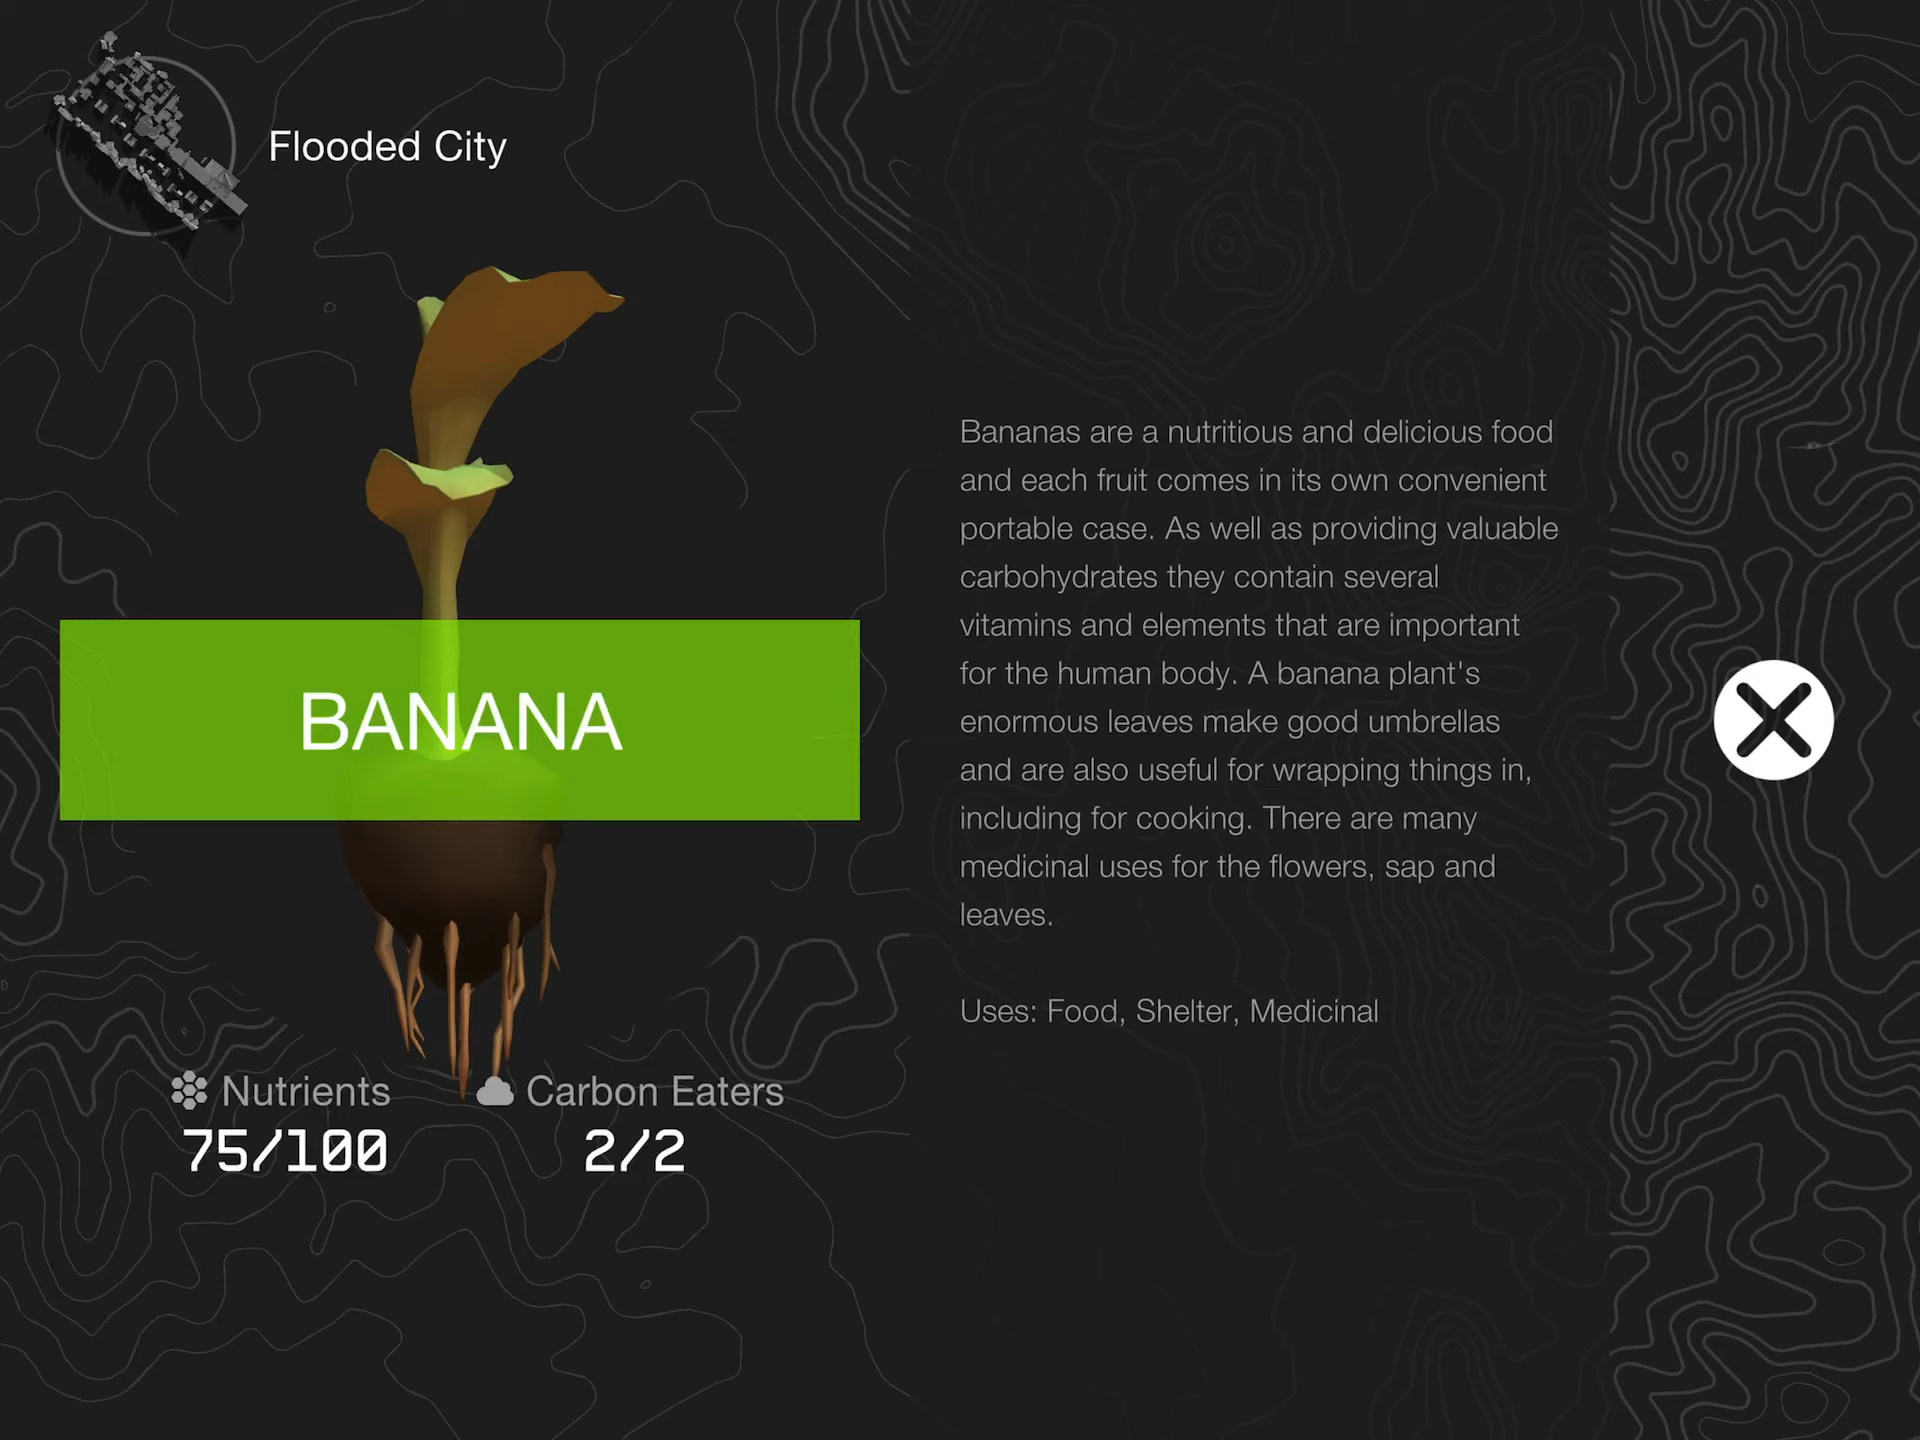 Flooded City
BANANA
Nutrients
75/100
Carbon Eaters
2/2
Bananas are a nutritious and delicious food
and each fruit comes in its own convenient
portable case. As well as providing valuable
carbohydrates they contain several
vitamins and elements that are important
for the human body. A banana plant's
enormous leaves make good umbrellas
and are also useful for wrapping things in,
including for cooking. There are many
medicinal uses for the flowers, sap and
leaves.
Uses: Food, Shelter, Medicinal